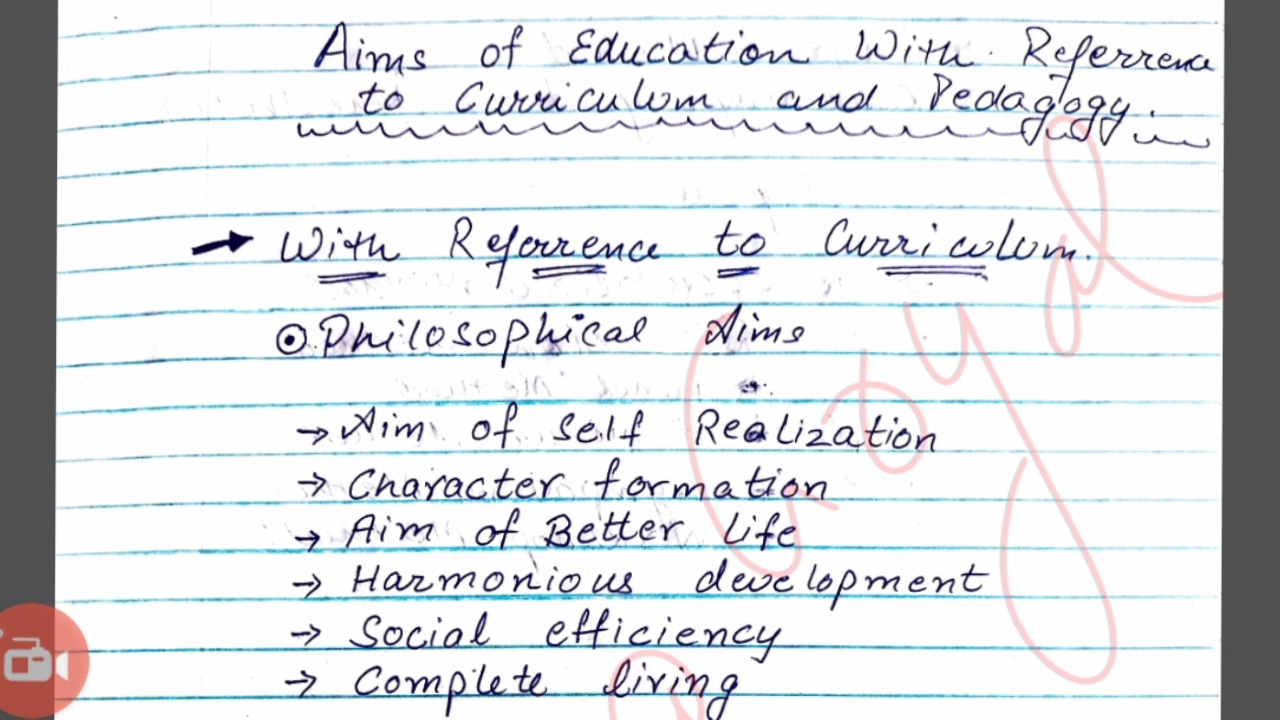 Aims of Education With Referrence
to Curriculum and Pedagogy.
→ With Referrence to Curriculum.
⊙ Philosophical Aims
→ Aim of Self Realization
→ Character formation
→ Aim of Better life
→ Harmonious development
→ Social efficiency
→ Complete living